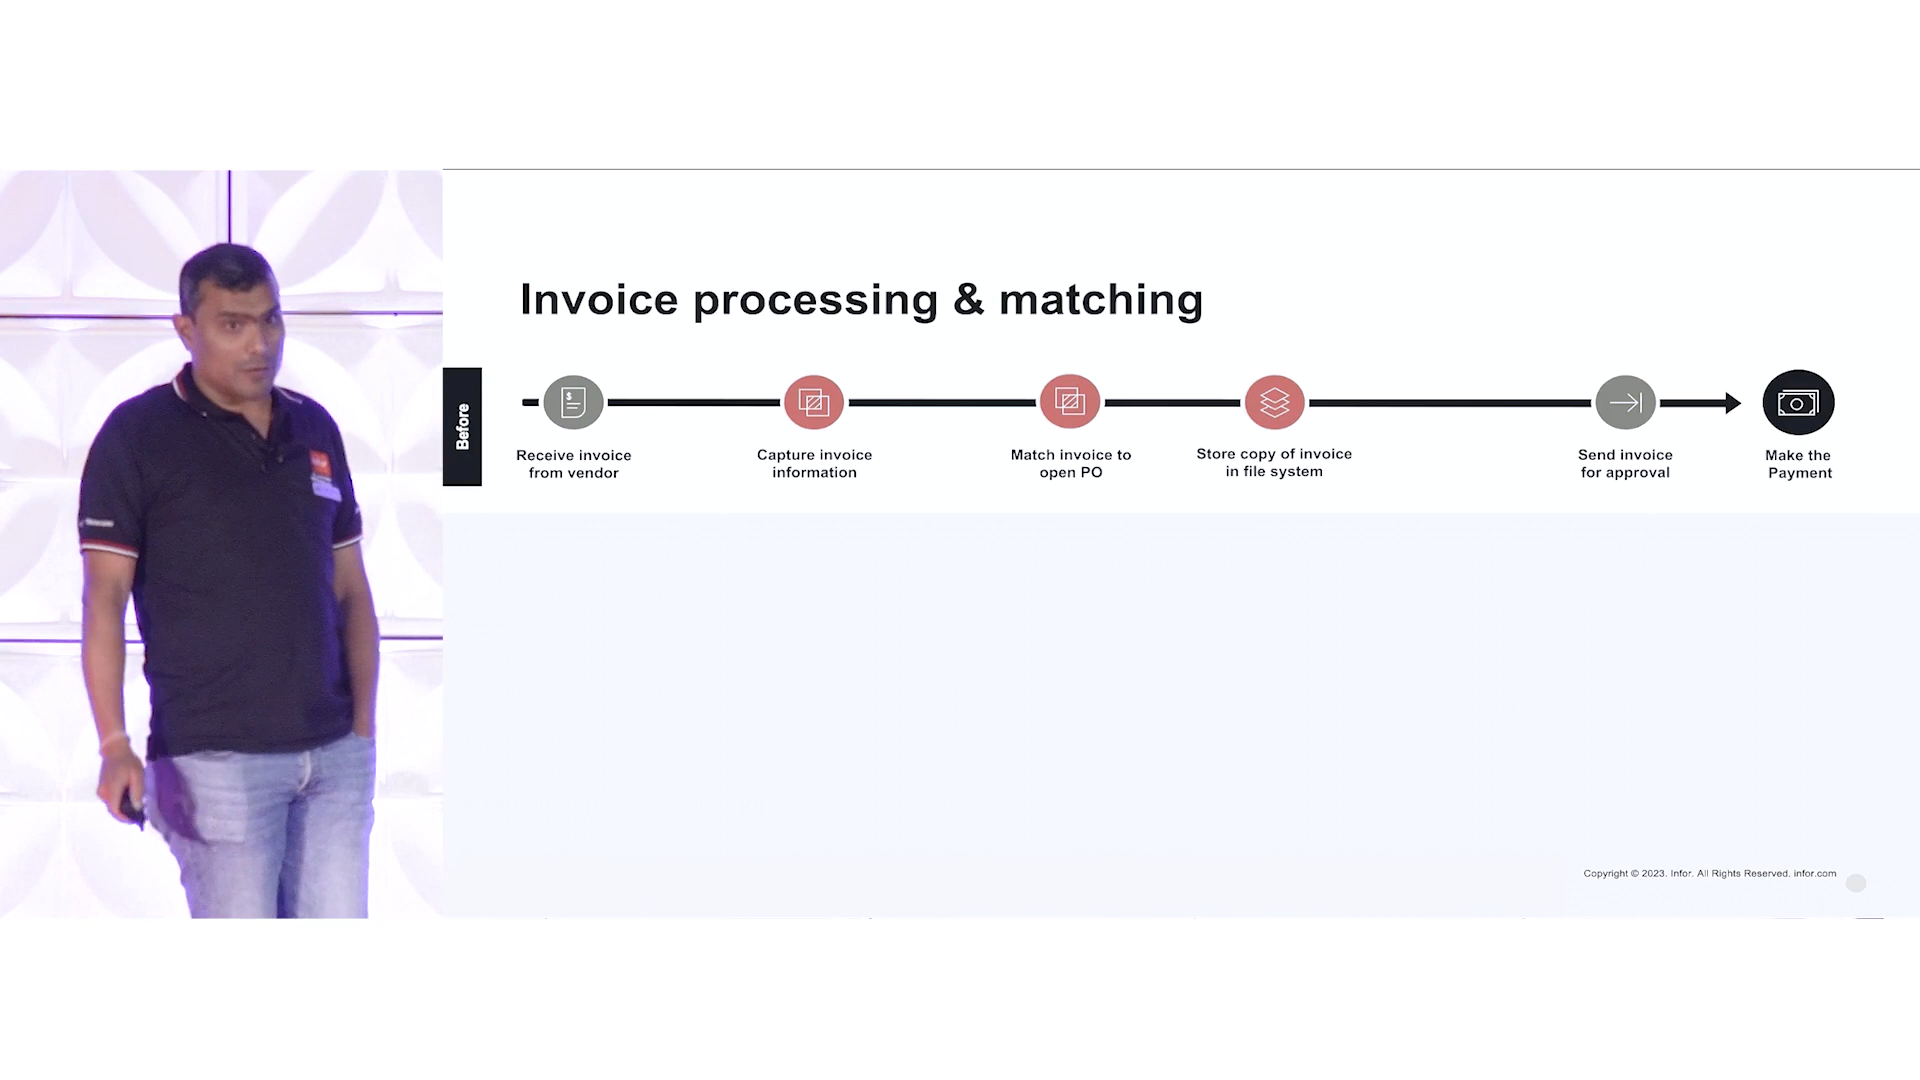 Invoice processing & matching
Before
$
Receive invoice
from vendor
Capture invoice
information
Match invoice to
open PO
Store copy of invoice
in file system
Send invoice
for approval
Make the
Payment
Copyright © 2023. Infor. All Rights Reserved. infor.com